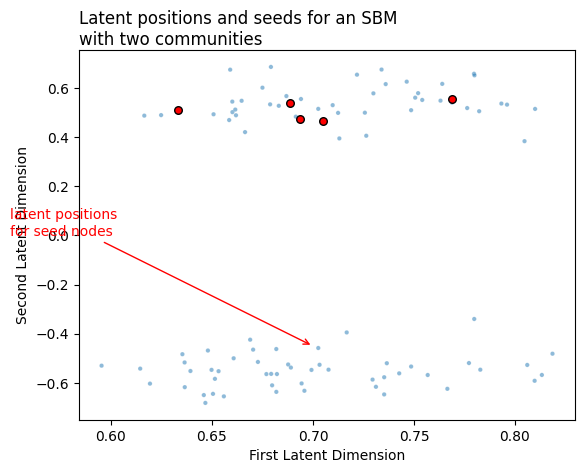 Latent positions and seeds for an SBM
with two communities
0.6
0.4
0.2
0.0
−0.2
−0.4
−0.6
Second Latent Dimension
latent positions
for seed nodes
0.60 0.65 0.70 0.75 0.80
First Latent Dimension